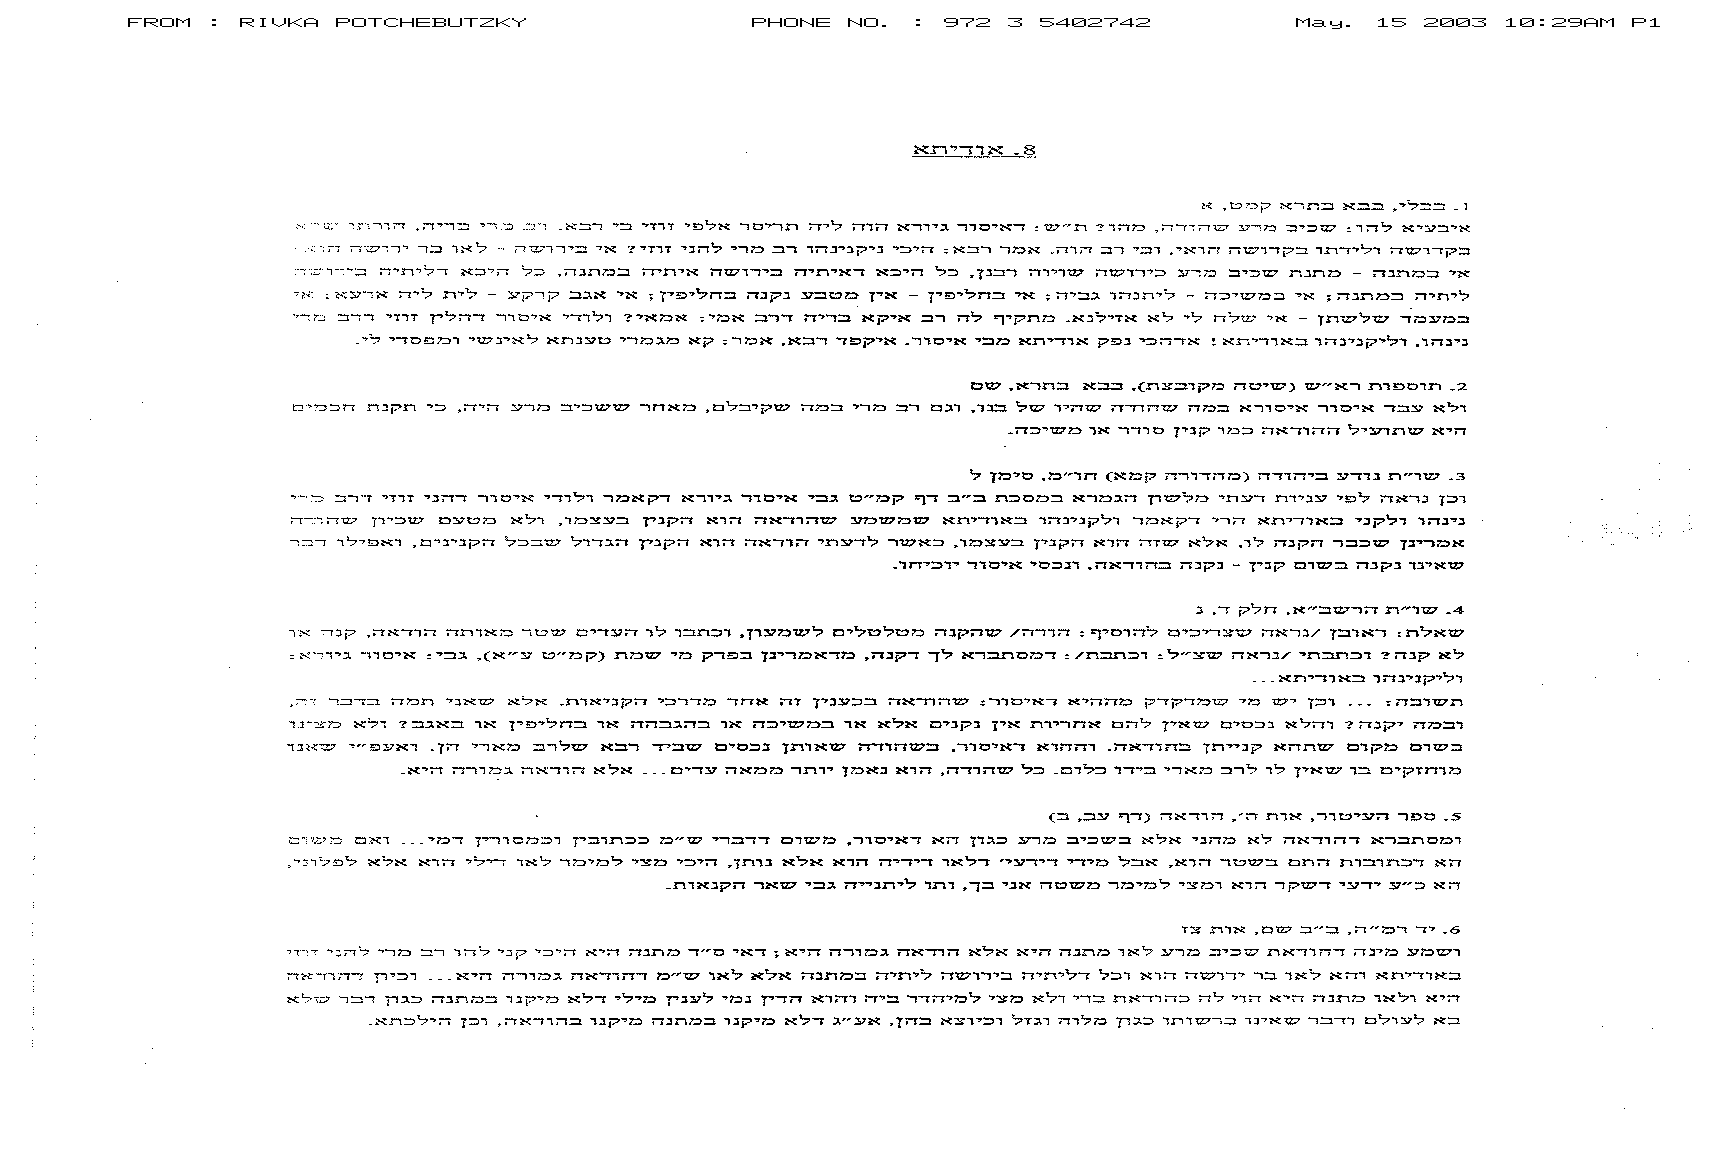 FROM : RIVKA POTCHEBUTZKY PHONE NO. : 972 3 5402742 May. 15 2003 10:29AM P1
8. אודיתא
1. בבלי, בבא בתרא קמט, א
איבעיא להו: שכיב מרע שהודה, מהו? ת״ש: דאיסור גיורא הוה ליה תריסר אלפי זוזי בי רבא. רב מרי בריה, הורתו שלא
בקדושה ולידתו בקדושה הואי, ובי רב הוה. אמר רבא: היכי ניקנינהו רב מרי להני זוזי? אי בירושה - לאו בר ירושה הוא.
אי במתנה - מתנת שכיב מרע כירושה שויוה רבנן, כל היכא דאיתיה בירושה איתיה במתנה, כל היכא דליתיה בירושה
ליתיה במתנה; אי במשיכה - ליתנהו גביה; אי בחליפין - אין מטבע נקנה בחליפין; אי אגב קרקע - לית ליה ארעא; אי
במעמד שלשתן - אי שלח לי לא אזילנא. מתקיף לה רב איקא בריה דרב אמי: אמאי? ולודי איסור דהלין זוזי דרב מרי
נינהו, וליקנינהו באודיתא! אדהכי נפק אודיתא מבי איסור. איקפד רבא, אמר: קא מגמרי טענתא לאינשי ומפסדי לי.
2. תוספות רא״ש (שיטה מקובצת), בבא בתרא, שם
ולא עבד איסור איסורא במה שהודה שהיו של בנו, וגם רב מרי במה שקיבלם, מאחר ששכיב מרע היה, כי תקנת חכמים
היא שתועיל ההודאה כמו קנין סודר או משיכה.
3. שו״ת נודע ביהודה (מהדורה קמא) חו״מ, סימן ל
וכן נראה לפי עניות דעתי מלשון הגמרא במסכת ב״ב דף קמ״ט גבי איסור גיורא דקאמר ולודי איסור דהני זוזי דרב מרי
נינהו ולקני באודיתא הרי דקאמר ולקנינהו באודיתא שמשמע שהודאה הוא הקנין בעצמו, ולא מטעם שכיון שהודה
אמרינן שכבר הקנה לו, אלא שזה הוא הקנין בעצמו, כאשר לדעתי הודאה הוא הקנין הגדול שבכל הקנינים, ואפילו דבר
שאינו נקנה בשום קנין - נקנה בהודאה, ונכסי איסור יוכיחו.
4. שו״ת הרשב״א, חלק ד, נ
שאלת: ראובן /נראה שצריכים להוסיף: הודה/ שהקנה מטלטלים לשמעון, וכתבו לו העדים שטר מאותה הודאה, קנה או
לא קנה? וכתבתי /נראה שצ״ל: וכתבת/: דמסתברא לך דקנה, מדאמרינן בפרק מי שמת (קמ״ט ע״א), גבי: איסור גיורא:
וליקנינהו באודיתא...
תשובה: ... וכן יש מי שמדקדק מההיא דאיסור: שהודאה בכענין זה אחד מדרכי הקניאות. אלא שאני תמה בדבר זה,
ובמה יקנה? והלא נכסים שאין להם אחריות אין נקנים אלא או במשיכה או בהגבהה או בחליפין או באגב? ולא מצינו
בשום מקום שתהא קנייתן בהודאה. וההוא דאיסור, בשהודה שאותן נכסים שביד רבא שלרב מארי הן. ואעפ״י שאנו
מוחזקים בו שאין לו לרב מארי בידו כלום. כל שהודה, הוא נאמן יותר ממאה עדים... אלא הודאה גמורה היא.
5. ספר העיטור, אות ה׳, הודאה (דף עב, ב)
ומסתברא דהודאה לא מהני אלא בשכיב מרע כגון הא דאיסור, משום דדברי ש״מ ככתובין וכמסורין דמי... ואם משום
הא דכתובות התם בשטר הוא, אבל מידי דידעי׳ דלאו דידיה הוא אלא נותן, היכי מצי למימר לאו דילי הוא אלא לפלוני,
הא כ״ע ידעי דשקר הוא ומצי למימר משטה אני בך, ותו ליתנייה גבי שאר הקנאות.
6. יד רמ״ה, ב״ב שם, אות צז
ושמע מינה דהודאת שכיב מרע לאו מתנה היא אלא הודאה גמורה היא; דאי ס״ד מתנה היא היכי קני להו רב מרי להני זוזי
באודיתא והא לאו בר ירושה הוא וכל דליתיה בירושה ליתיה במתנה אלא לאו ש״מ דהודאה גמורה היא... וכיון דהודאה
היא ולאו מתנה היא הוי לה כהודאת ברי ולא מצי למיהדר ביה והוא הדין נמי לענין מילי דלא מיקנו במתנה כגון דבר שלא
בא לעולם ודבר שאינו ברשותו כגון מלוה וגזל וכיוצא בהן, אע״ג דלא מיקנו במתנה מיקנו בהודאה, וכן הילכתא.